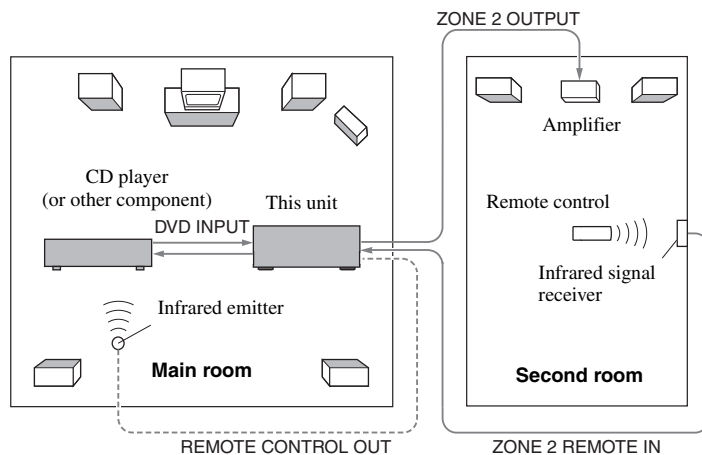 ZONE 2 OUTPUT
Amplifier
CD player
(or other component)
This unit
DVD INPUT
Remote control
Infrared signal
receiver
Infrared emitter
Main room
Second room
REMOTE CONTROL OUT
ZONE 2 REMOTE IN